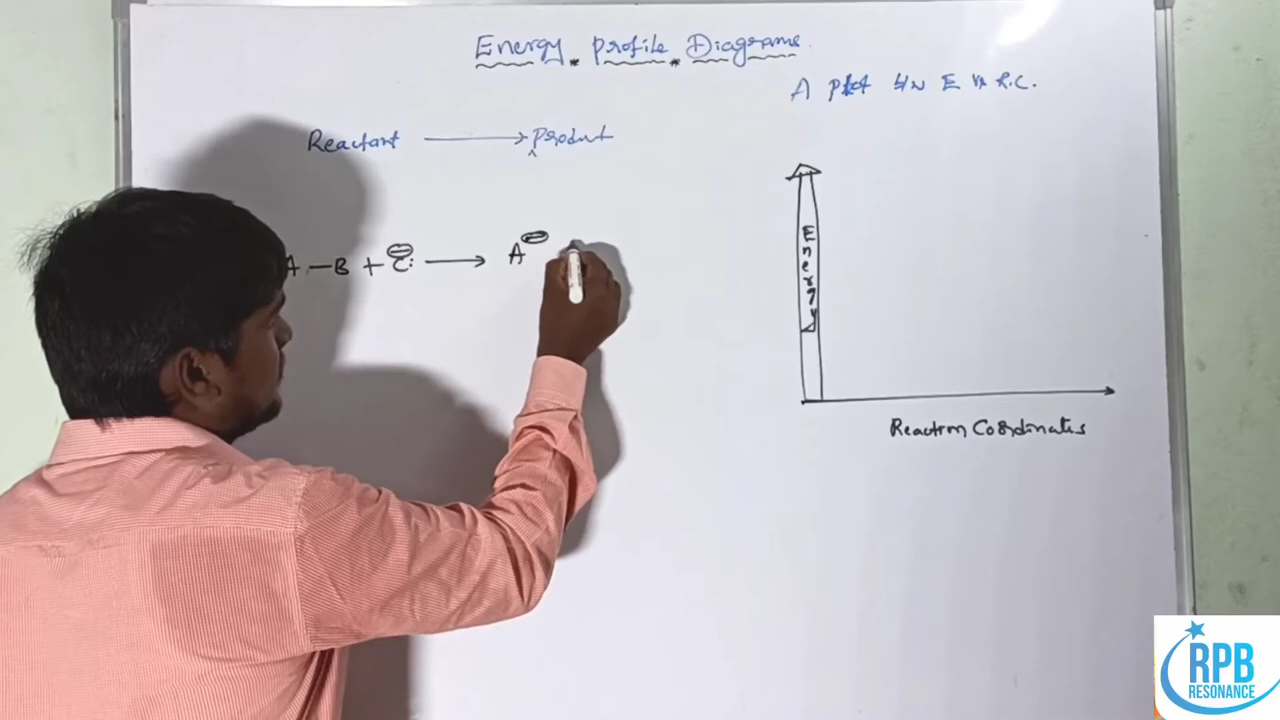 Energy Profile Diagrams
A plot b/w E vs R.C.
Reactant ⟶ Product
A – B + C̈⊖ ⟶ A⊖
Energy
Reaction Coordinates
RPB
RESONANCE